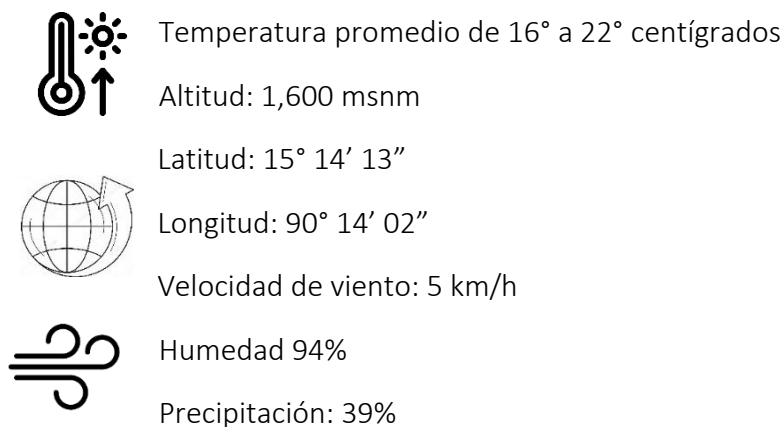 Temperatura promedio de 16° a 22° centígrados
Altitud: 1,600 msnm
Latitud: 15° 14’ 13”
Longitud: 90° 14’ 02”
Velocidad de viento: 5 km/h
Humedad 94%
Precipitación: 39%